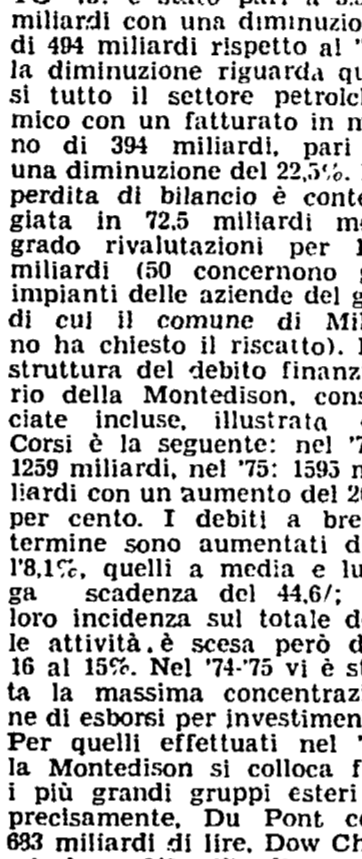 miliardi con una diminuzio
di 494 miliardi rispetto al '
la diminuzione riguarda qu
si tutto il settore petrolc
mico con un fatturato in m
no di 394 miliardi, pari
una diminuzione del 22,5%.
perdita di bilancio è conte
giata in 72,5 miliardi m
grado rivalutazioni per
miliardi (50 concernono
impianti delle aziende del g
di cui il comune di Mil
no ha chiesto il riscatto).
struttura del debito finanz
rio della Montedison, cons
ciate incluse, illustrata
Corsi è la seguente: nel '7
1259 miliardi, nel '75: 1593 m
liardi con un aumento del 2
per cento. I debiti a bre
termine sono aumentati d
l'8,1%, quelli a media e lu
ga scadenza del 44,6/;
loro incidenza sul totale d
le attività è scesa però d
16 al 15%. Nel '74-'75 vi è st
ta la massima concentraz
ne di esborsi per investimen
Per quelli effettuati nel '
la Montedison si colloca f
i più grandi gruppi esteri
precisamente, Du Pont c
683 miliardi di lire, Dow Ch